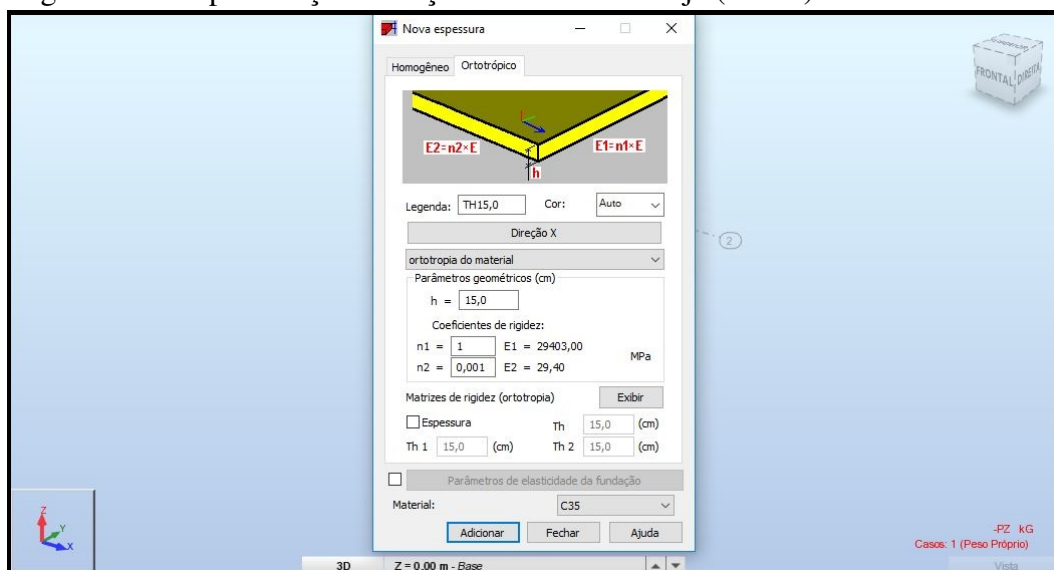 Nova espessura
Homogêneo Ortotrópico
E2=n2×E E1=n1×E
h
Legenda: TH15,0 Cor: Auto
Direção X
ortotropia do material
Parâmetros geométricos (cm)
h = 15,0
Coeficientes de rigidez:
n1 = 1 E1 = 29403,00
MPa
n2 = 0,001 E2 = 29,40
Matrizes de rigidez (ortotropia) Exibir
Espessura Th 15,0 (cm)
Th 1 15,0 (cm) Th 2 15,0 (cm)
Parâmetros de elasticidade da fundação
Material: C35
Adicionar Fechar Ajuda
SUPERIOR
FRONTAL DIREITA
2
Z
Y
X
-PZ kG
Casos: 1 (Peso Próprio)
3D Z = 0,00 m - Base Vista